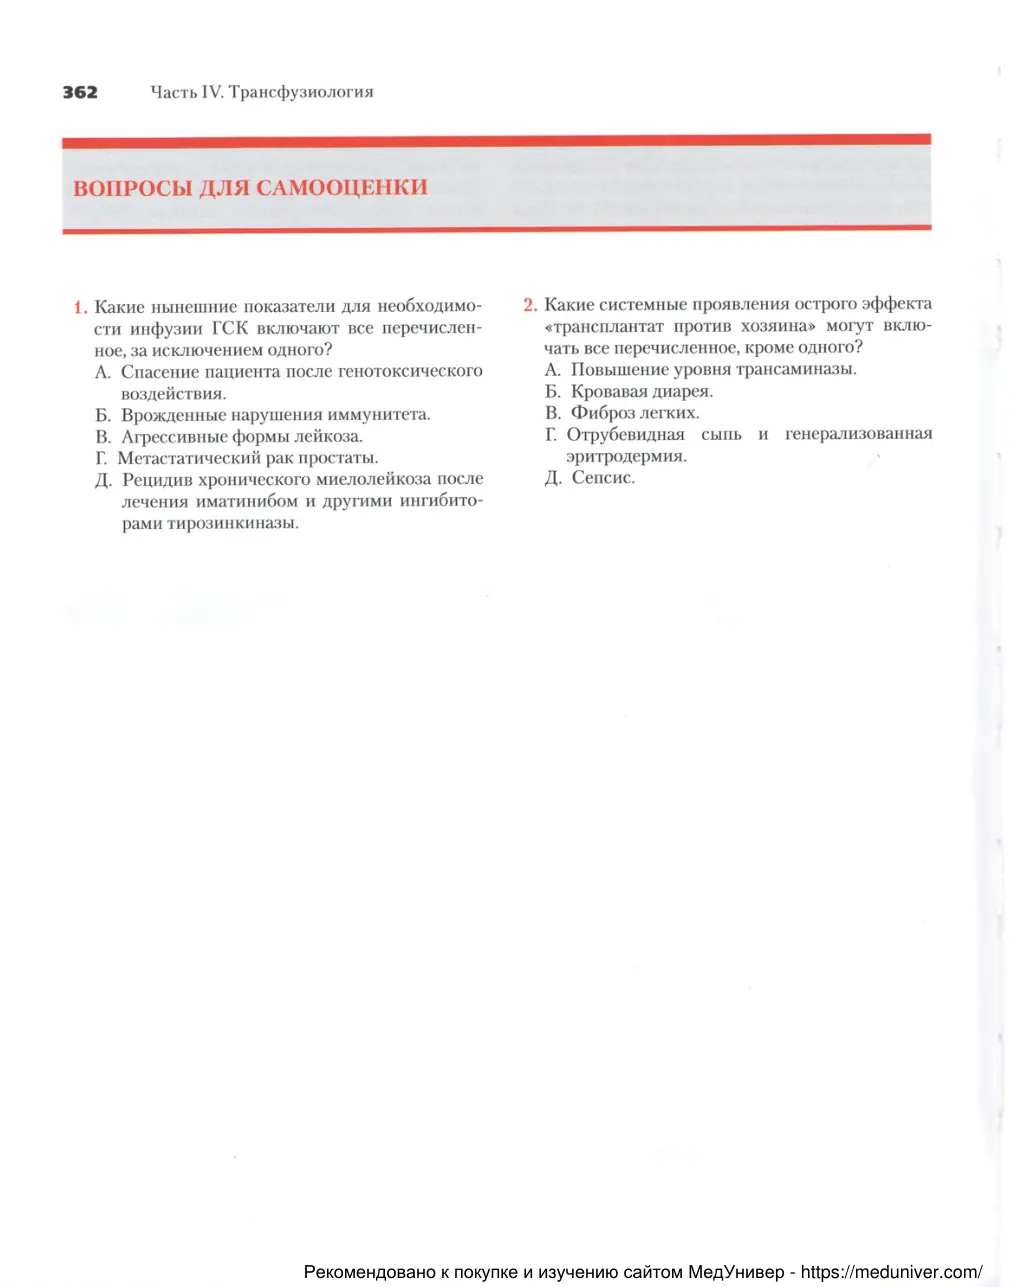 362 Часть IV. Трансфузиология
ВОПРОСЫ ДЛЯ САМООЦЕНКИ
1. Какие нынешние показатели для необходимо-
сти инфузии ГСК включают все перечислен-
ное, за исключением одного?
А. Спасение пациента после генотоксического
воздействия.
Б. Врожденные нарушения иммунитета.
В. Агрессивные формы лейкоза.
Г. Метастатический рак простаты.
Д. Рецидив хронического миелолейкоза после
лечения иматинибом и другими ингибито-
рами тирозинкиназы.
2. Какие системные проявления острого эффекта
«трансплантат против хозяина» могут вклю-
чать все перечисленное, кроме одного?
А. Повышение уровня трансаминазы.
Б. Кровавая диарея.
В. Фиброз легких.
Г. Отрубевидная сыпь и генерализованная
эритродермия.
Д. Сепсис.
Рекомендовано к покупке и изучению сайтом МедУнивер - https://meduniver.com/